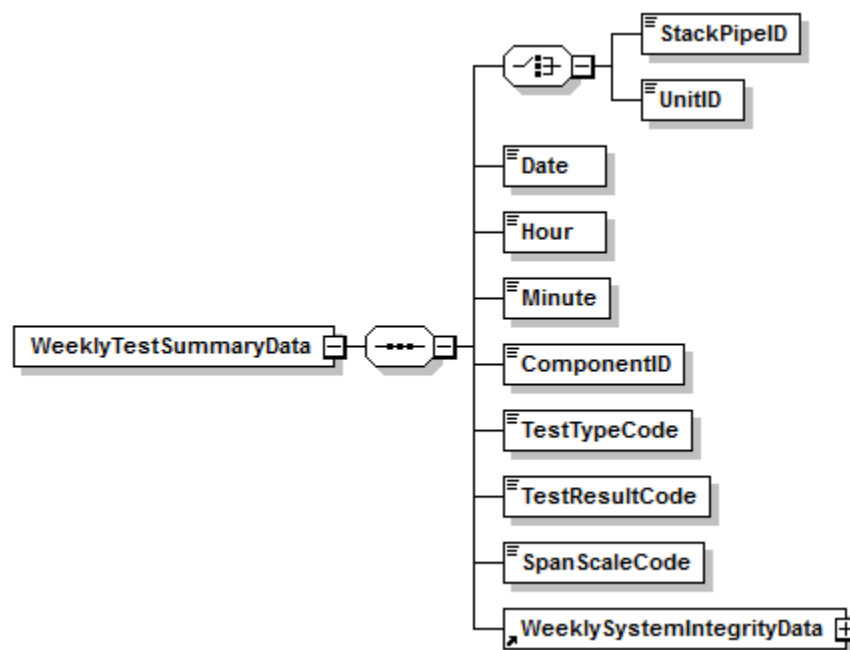 StackPipeID
UnitID
Date
Hour
Minute
WeeklyTestSummaryData
ComponentID
TestTypeCode
TestResultCode
SpanScaleCode
WeeklySystemIntegrityData